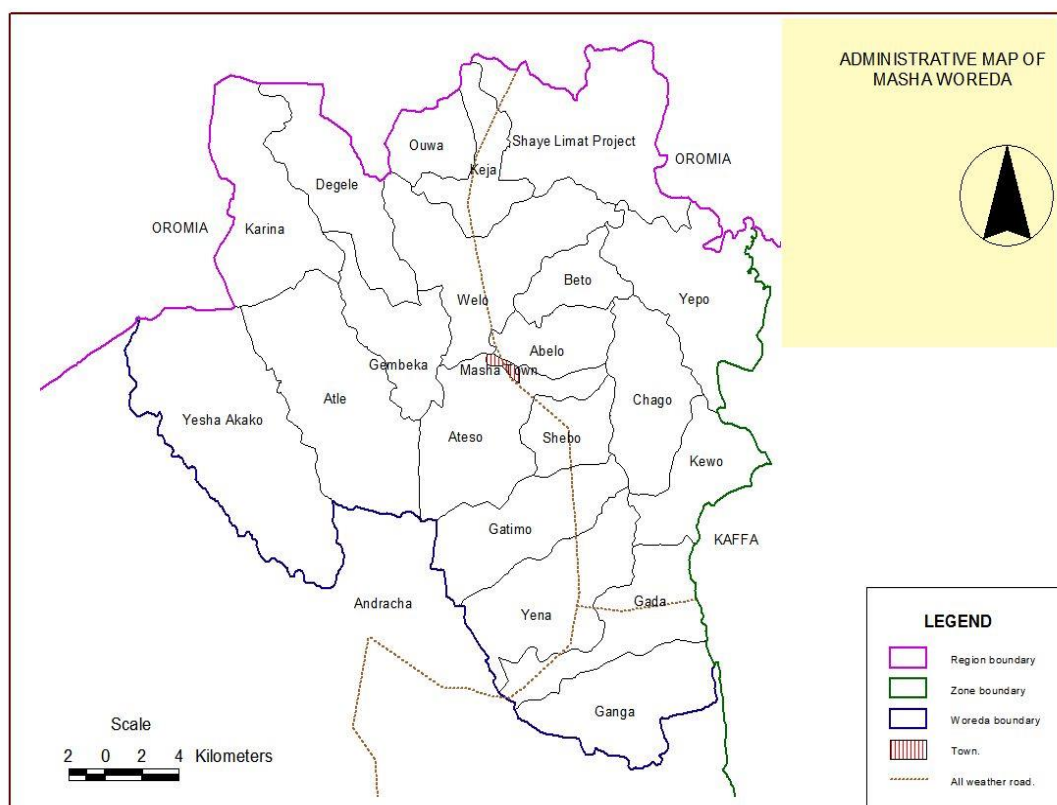 ADMINISTRATIVE MAP OF
MASHA WOREDA
Ouwa
Shaye Limat Project
Keja
OROMIA
Degele
OROMIA
Karina
Beto
Yepo
Welo
Abelo
Gembeka
Masha Town
Atle
Chago
Yesha Akako
Ateso
Shebo
Kewo
Gatimo
KAFFA
Andracha
Gada
Yena
Ganga
LEGEND
Region boundary
Zone boundary
Woreda boundary
Town.
All weather road.
Scale
2 0 2 4 Kilometers